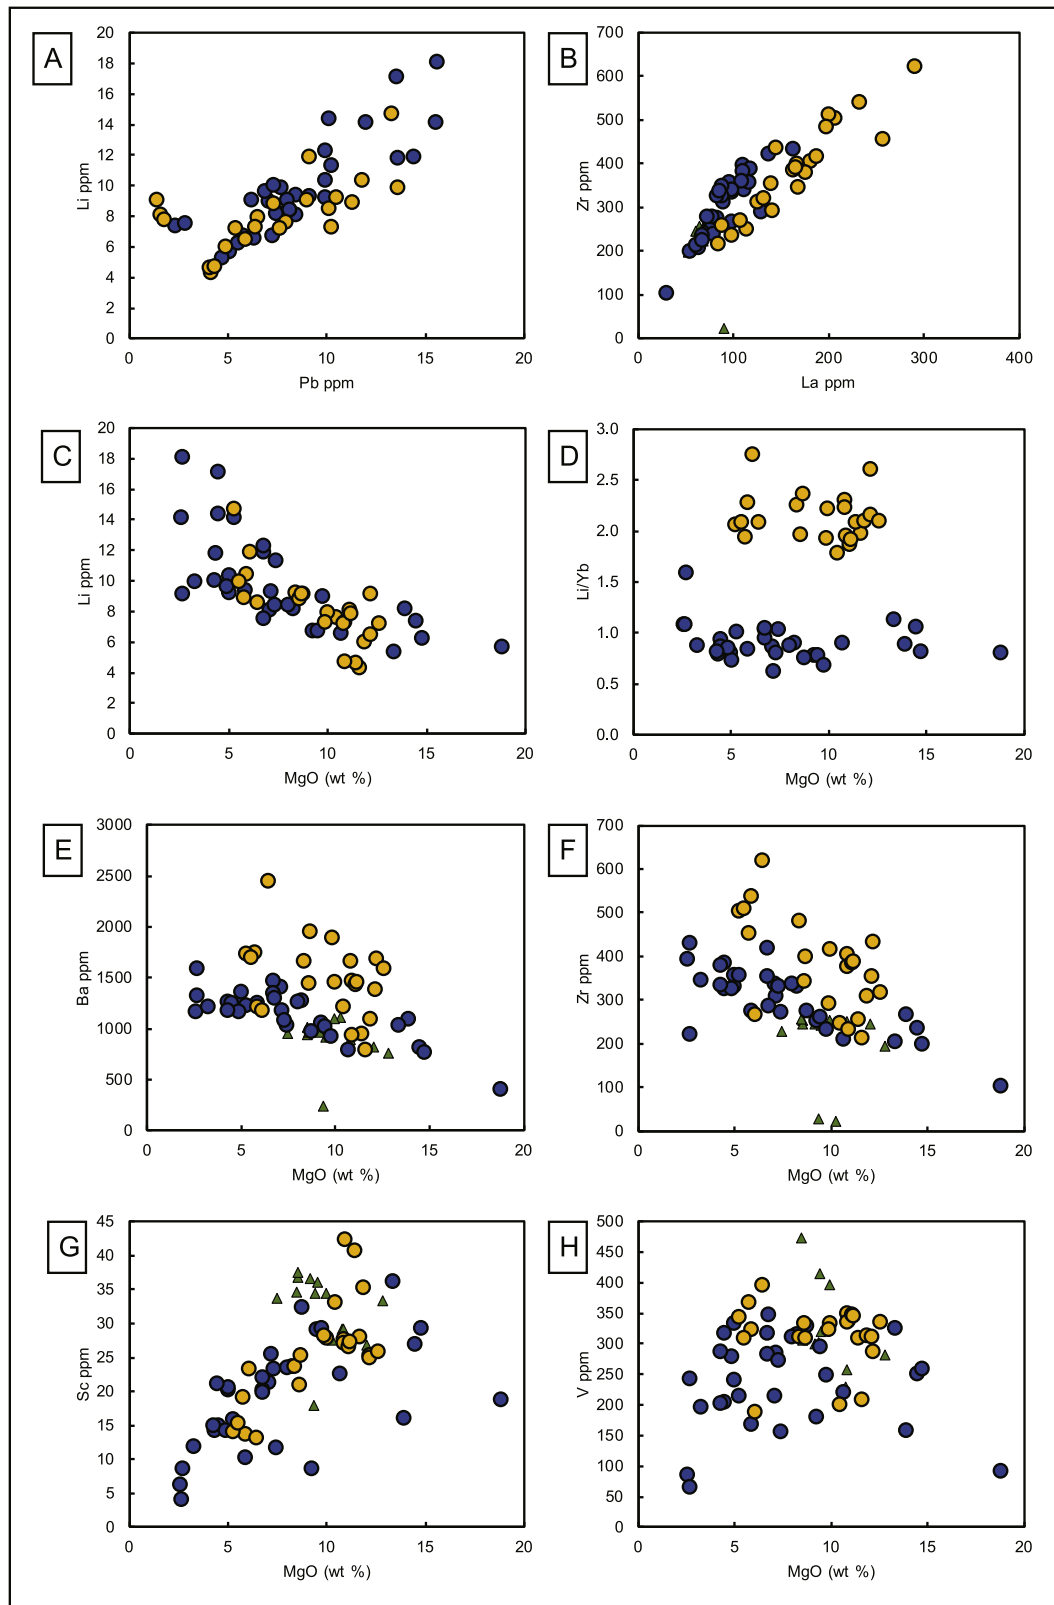 A
B
20
18
16
14
12
10
8
6
4
2
0
Li ppm
0 5 10 15 20
Pb ppm
700
600
500
400
300
200
100
0
Zr ppm
0 100 200 300 400
La ppm
C
D
20
18
16
14
12
10
8
6
4
2
0
Li ppm
0 5 10 15 20
MgO (wt %)
3.0
2.5
2.0
1.5
1.0
0.5
0.0
Li/Yb
0 5 10 15 20
MgO (wt %)
E
F
3000
2500
2000
1500
1000
500
0
Ba ppm
0 5 10 15 20
MgO (wt %)
700
600
500
400
300
200
100
0
Zr ppm
0 5 10 15 20
MgO (wt %)
G
H
45
40
35
30
25
20
15
10
5
0
Sc ppm
0 5 10 15 20
MgO (wt %)
500
450
400
350
300
250
200
150
100
50
0
V ppm
0 5 10 15 20
MgO (wt %)